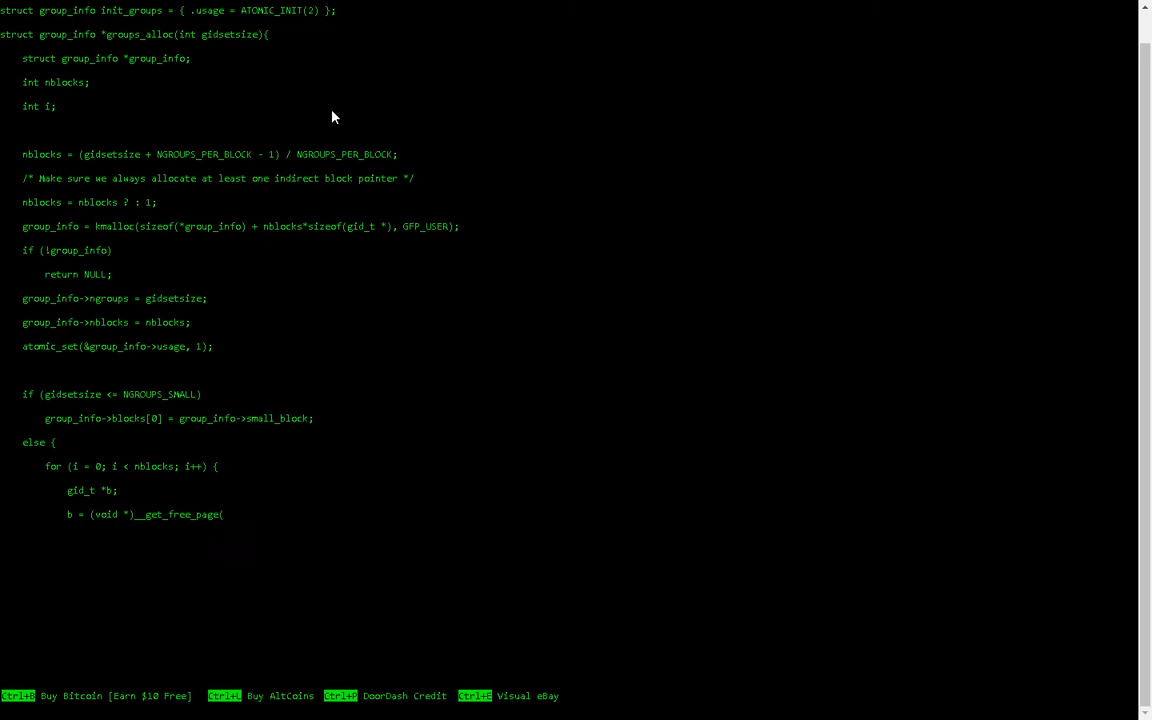 struct group_info init_groups = { .usage = ATOMIC_INIT(2) };
struct group_info *groups_alloc(int gidsetsize){
struct group_info *group_info;
int nblocks;
int i;
nblocks = (gidsetsize + NGROUPS_PER_BLOCK - 1) / NGROUPS_PER_BLOCK;
/* Make sure we always allocate at least one indirect block pointer */
nblocks = nblocks ? : 1;
group_info = kmalloc(sizeof(*group_info) + nblocks*sizeof(gid_t *), GFP_USER);
if (!group_info)
return NULL;
group_info->ngroups = gidsetsize;
group_info->nblocks = nblocks;
atomic_set(&group_info->usage, 1);
if (gidsetsize <= NGROUPS_SMALL)
group_info->blocks[0] = group_info->small_block;
else {
for (i = 0; i < nblocks; i++) {
gid_t *b;
b = (void *)__get_free_page(
Ctrl+B Buy Bitcoin [Earn $10 Free] Ctrl+L Buy AltCoins Ctrl+P DoorDash Credit Ctrl+E Visual eBay